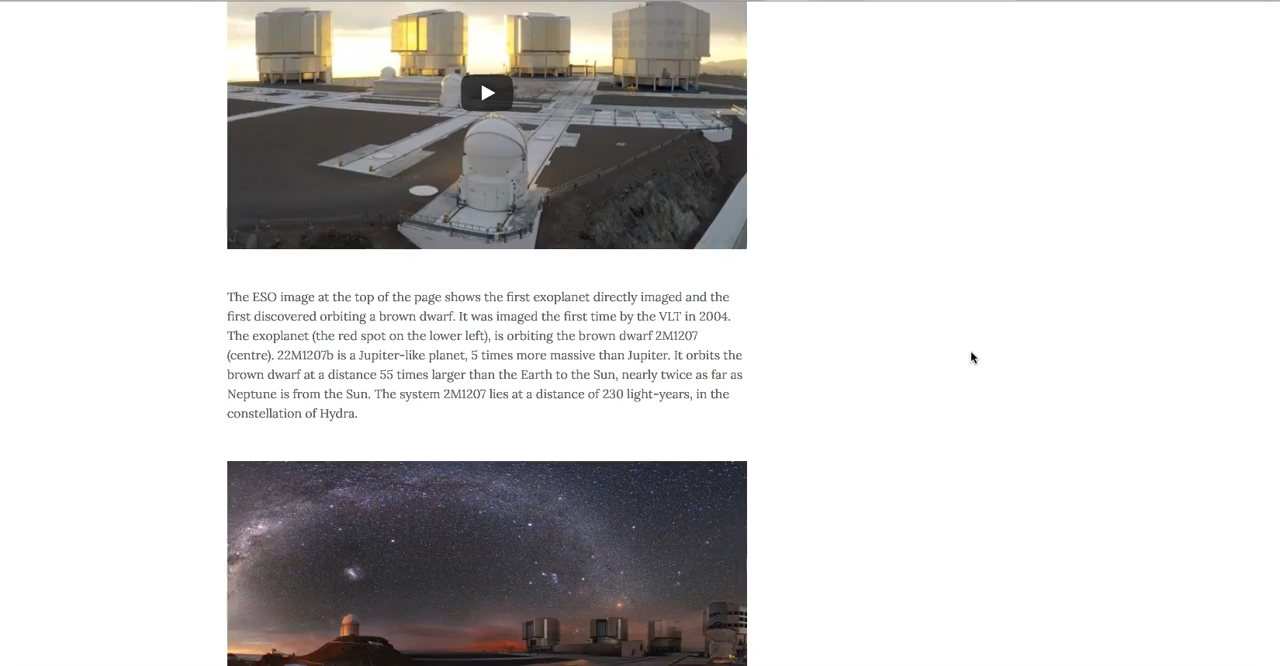 The ESO image at the top of the page shows the first exoplanet directly imaged and the
first discovered orbiting a brown dwarf. It was imaged the first time by the VLT in 2004.
The exoplanet (the red spot on the lower left), is orbiting the brown dwarf 2M1207
(centre). 22M1207b is a Jupiter-like planet, 5 times more massive than Jupiter. It orbits the
brown dwarf at a distance 55 times larger than the Earth to the Sun, nearly twice as far as
Neptune is from the Sun. The system 2M1207 lies at a distance of 230 light-years, in the
constellation of Hydra.